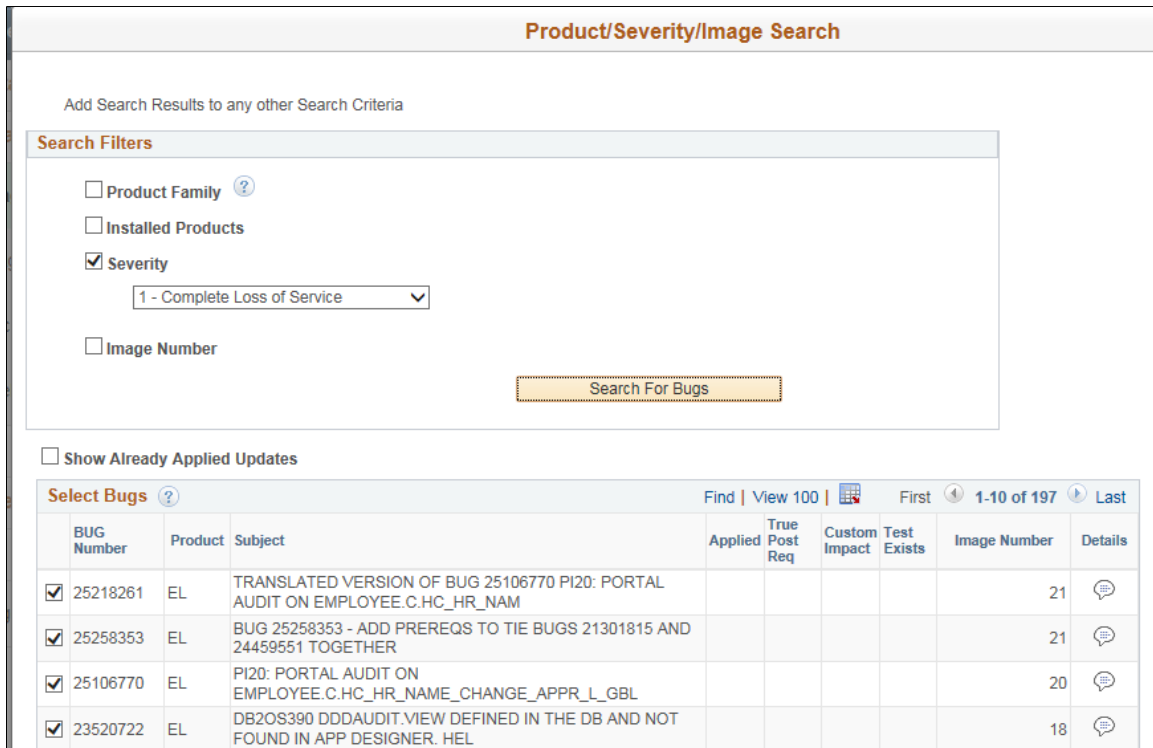 Product/Severity/Image Search
Add Search Results to any other Search Criteria
Search Filters
Product Family ?
Installed Products
Severity
1 - Complete Loss of Service
Image Number
Search For Bugs
Show Already Applied Updates
Select Bugs ? Find | View 100 | First 1-10 of 197 Last
BUG Number Product Subject Applied True Post Req Custom Impact Test Exists Image Number Details
25218261 EL TRANSLATED VERSION OF BUG 25106770 PI20: PORTAL
AUDIT ON EMPLOYEE.C.HC_HR_NAM 21
25258353 EL BUG 25258353 - ADD PREREQS TO TIE BUGS 21301815 AND
24459551 TOGETHER 21
25106770 EL PI20: PORTAL AUDIT ON
EMPLOYEE.C.HC_HR_NAME_CHANGE_APPR_L_GBL 20
23520722 EL DB2OS390 DDDAUDIT.VIEW DEFINED IN THE DB AND NOT
FOUND IN APP DESIGNER. HEL 18